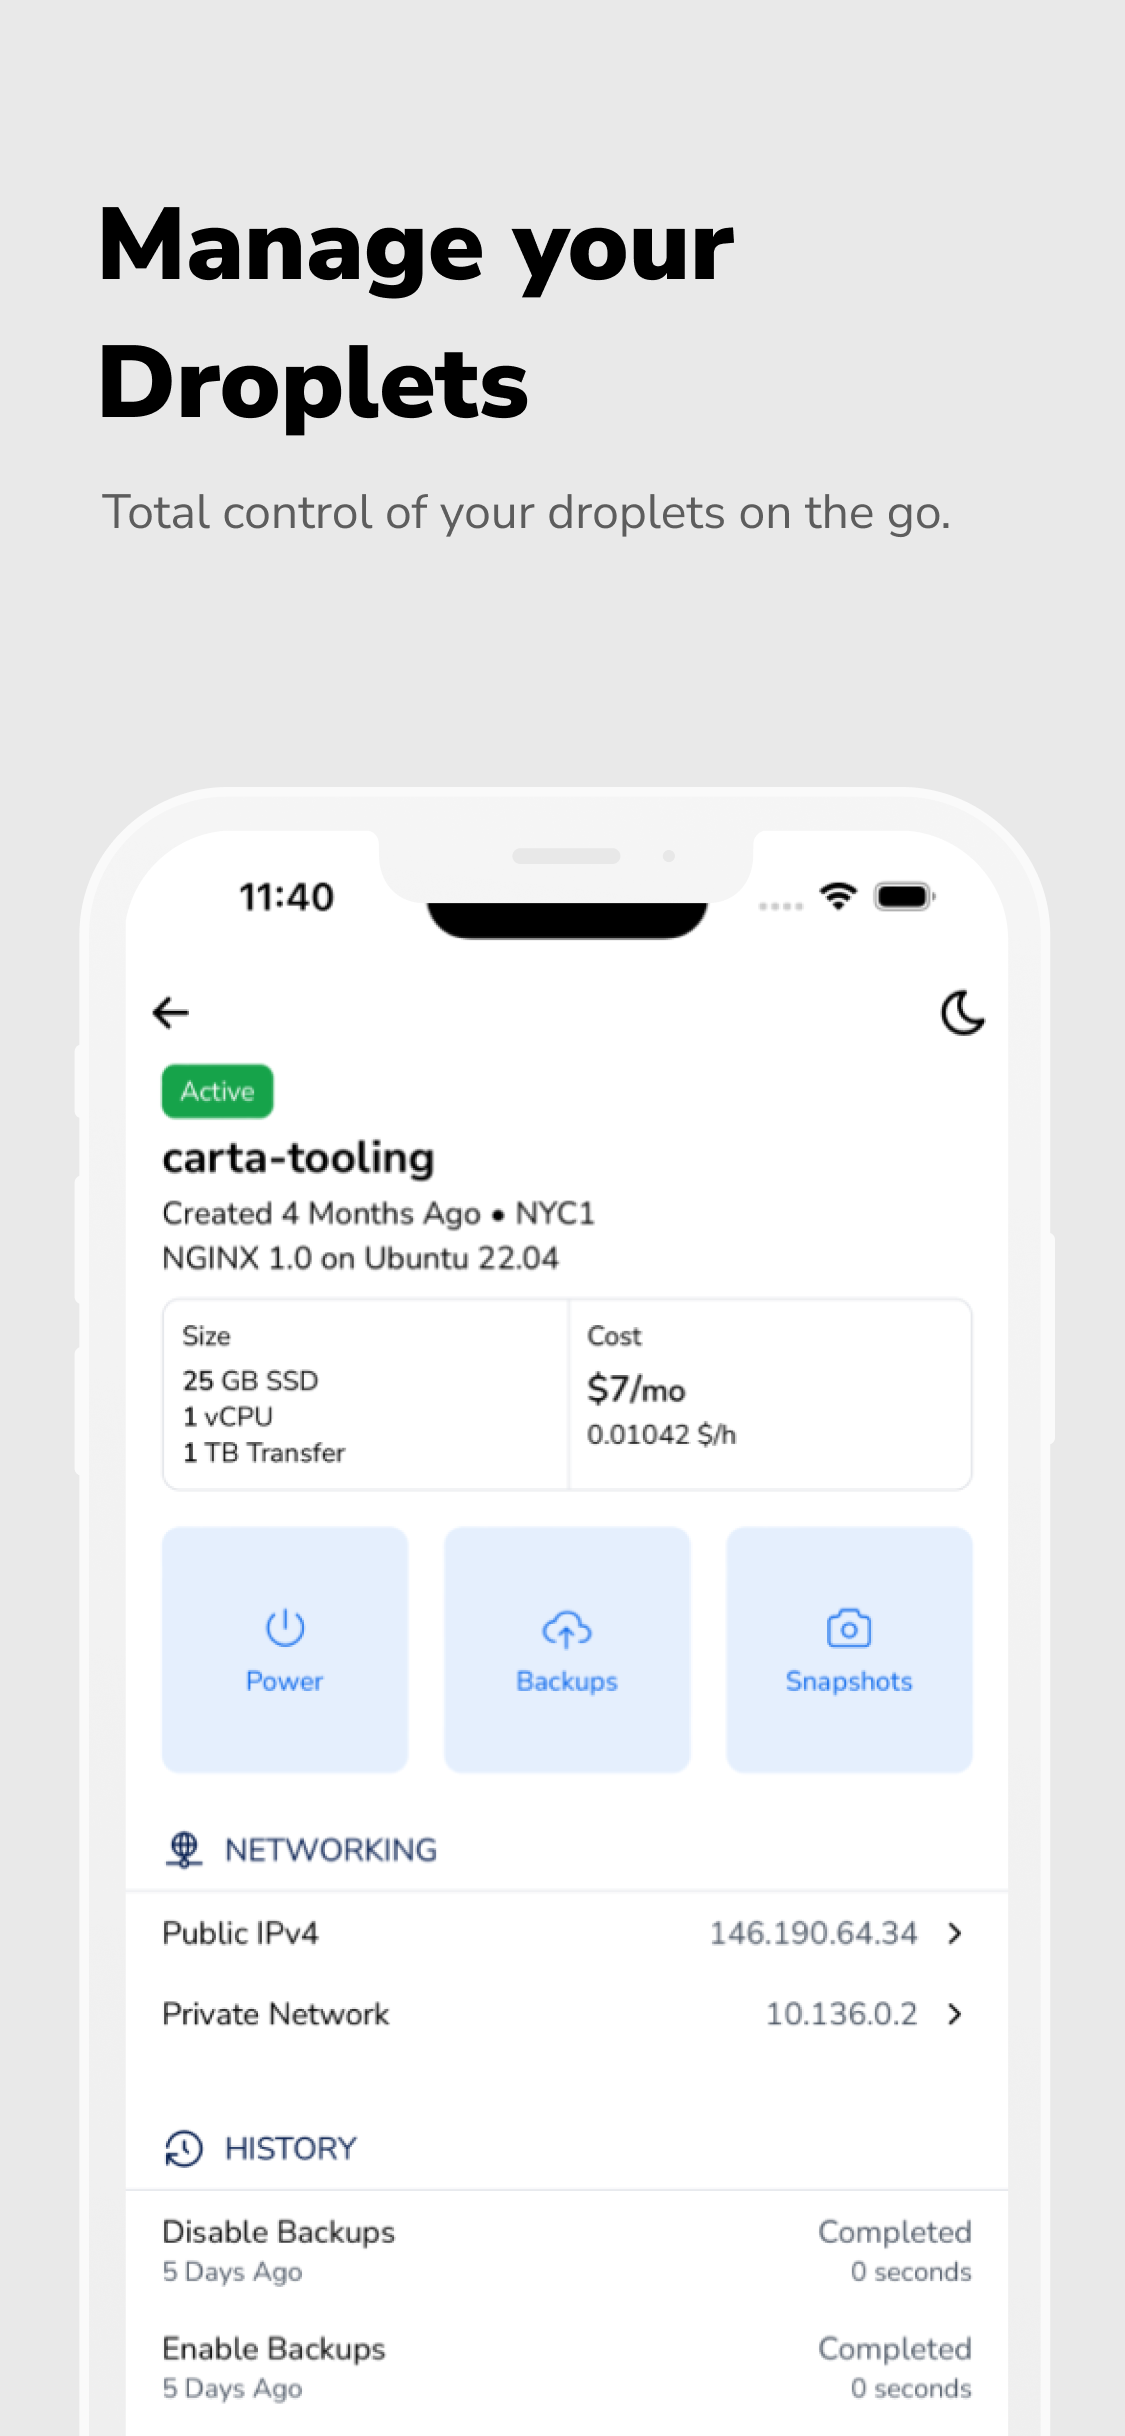 Manage your
Droplets
Total control of your droplets on the go.
11:40
Active
carta-tooling
Created 4 Months Ago • NYC1
NGINX 1.0 on Ubuntu 22.04
Size
25 GB SSD
1 vCPU
1 TB Transfer
Cost
$7/mo
0.01042 $/h
Power
Backups
Snapshots
NETWORKING
Public IPv4 146.190.64.34
Private Network 10.136.0.2
HISTORY
Disable Backups Completed
5 Days Ago 0 seconds
Enable Backups Completed
5 Days Ago 0 seconds